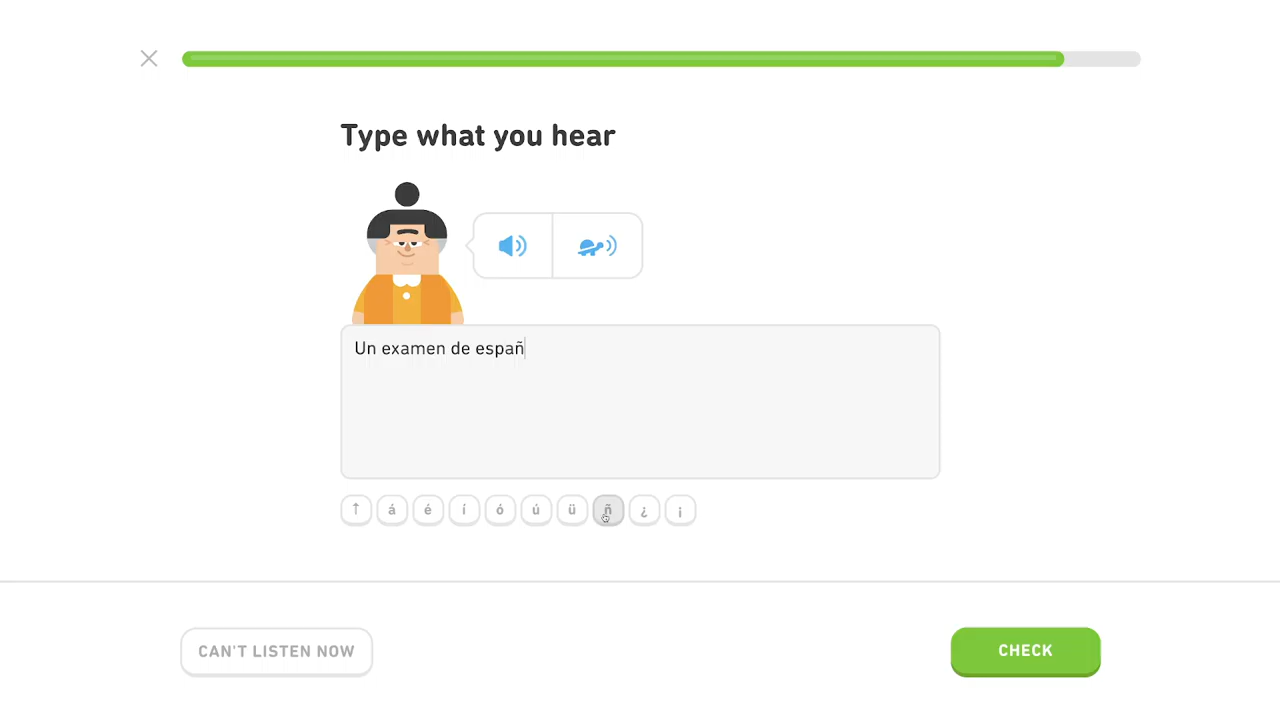 Type what you hear
Un examen de españ
↑ á é í ó ú ü ñ ¿ ¡
CAN'T LISTEN NOW
CHECK